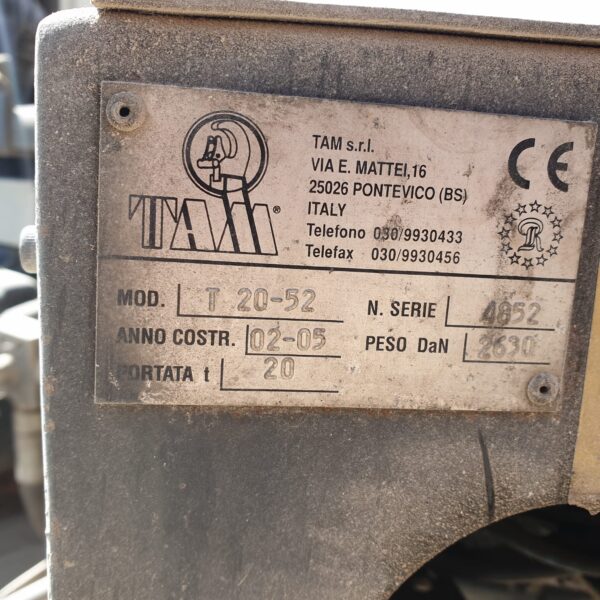 TAM®
TAM s.r.l.
VIA E. MATTEI,16
25026 PONTEVICO (BS)
ITALY
Telefono 030/9930433
Telefax 030/9930456
CE
MOD. T 20-52
N. SERIE 4852
ANNO COSTR. 02-05
PESO DaN 2630
PORTATA t 20